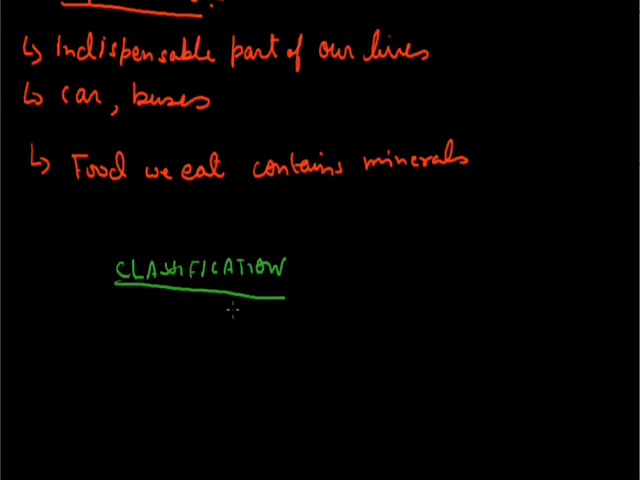 ↳ Indispensable part of our lives
↳ Car, buses
↳ Food we eat contains minerals
CLASSIFICATION